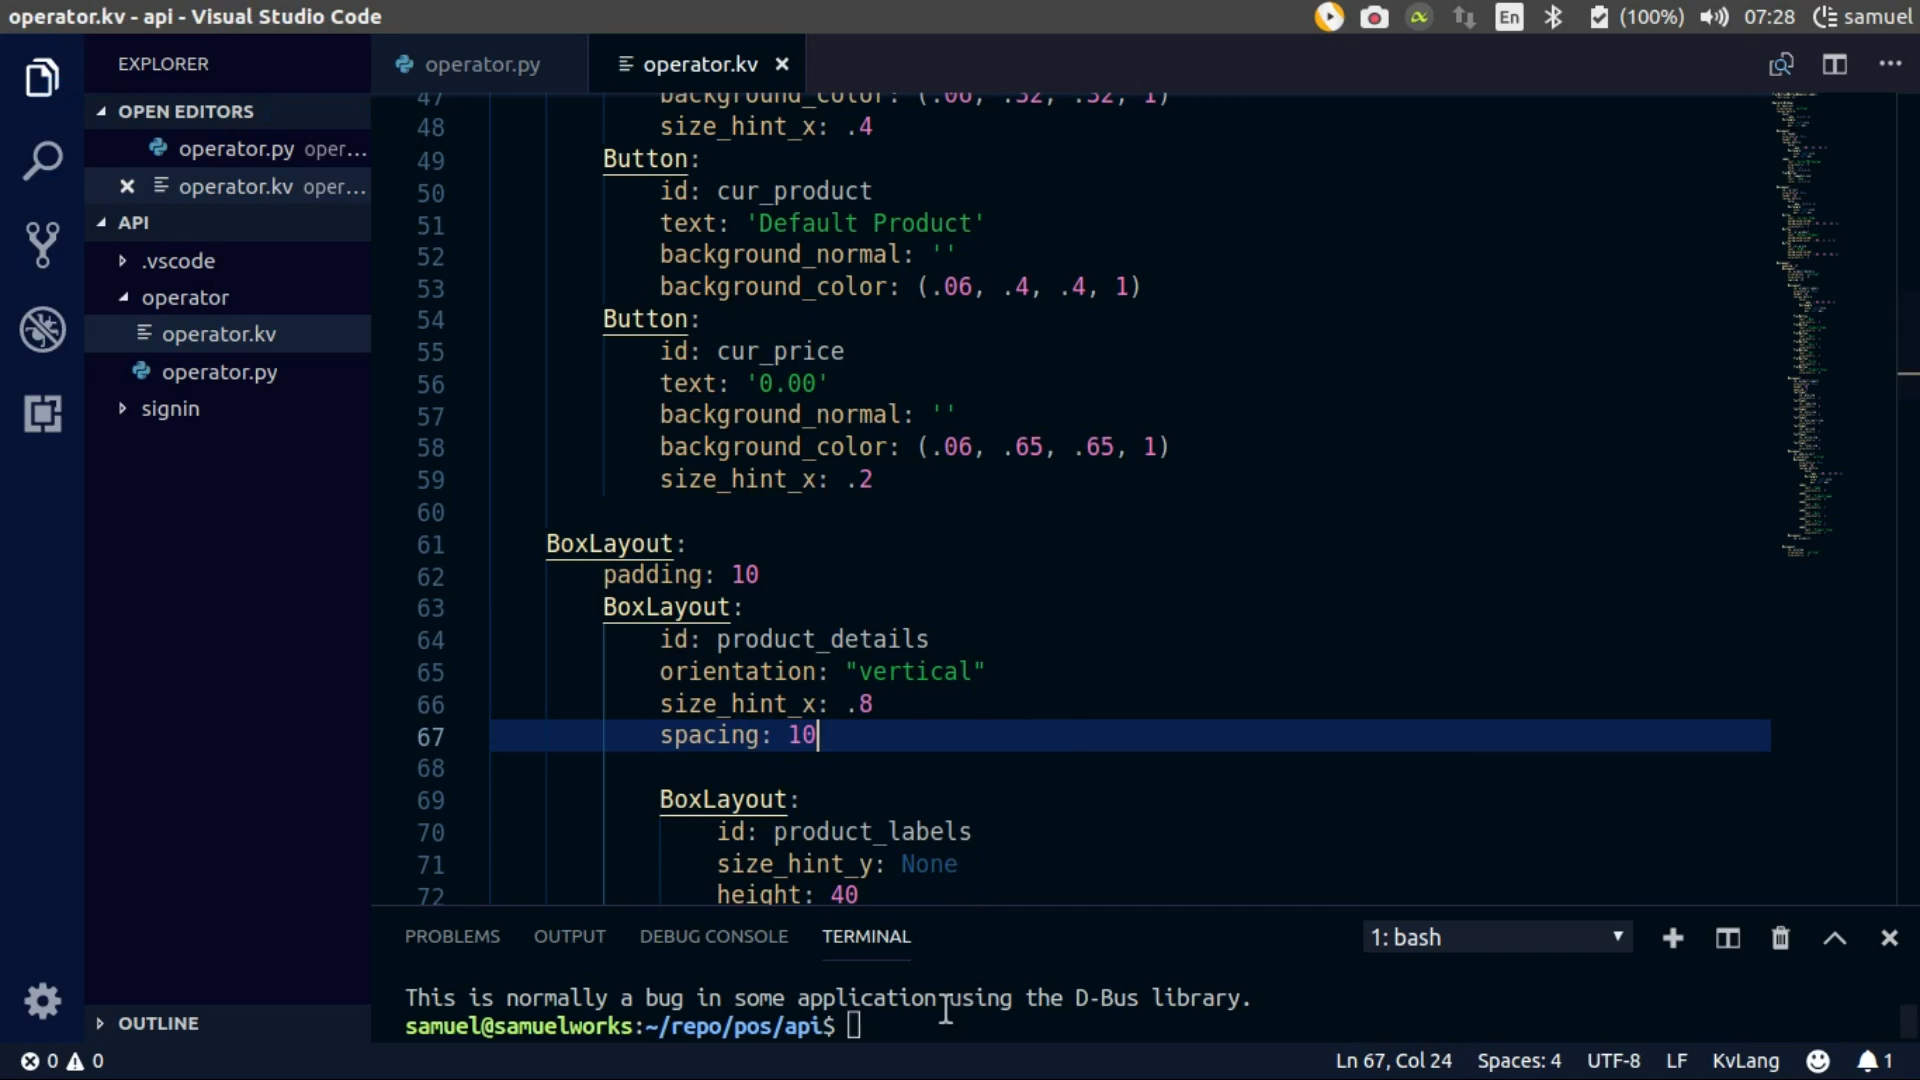 operator.kv - api - Visual Studio Code
En
(100%)
07:28
samuel
EXPLORER
operator.py
operator.kv
OPEN EDITORS
operator.py oper...
operator.kv oper...
API
.vscode
operator
operator.kv
operator.py
signin
OUTLINE
47 background_color: (.06, .32, .32, 1)
48 size_hint_x: .4
49 Button:
50 id: cur_product
51 text: 'Default Product'
52 background_normal: ''
53 background_color: (.06, .4, .4, 1)
54 Button:
55 id: cur_price
56 text: '0.00'
57 background_normal: ''
58 background_color: (.06, .65, .65, 1)
59 size_hint_x: .2
60
61 BoxLayout:
62 padding: 10
63 BoxLayout:
64 id: product_details
65 orientation: "vertical"
66 size_hint_x: .8
67 spacing: 10
68
69 BoxLayout:
70 id: product_labels
71 size_hint_y: None
72 height: 40
PROBLEMS
OUTPUT
DEBUG CONSOLE
TERMINAL
1: bash
This is normally a bug in some application using the D-Bus library.
samuel@samuelworks:~/repo/pos/api$
0
0
Ln 67, Col 24
Spaces: 4
UTF-8
LF
KvLang
1